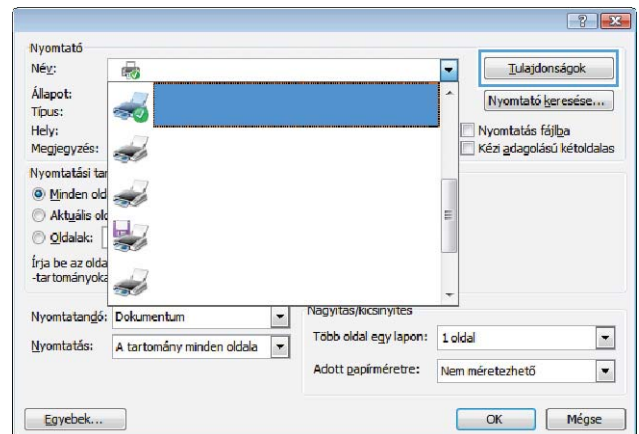 Nyomtató
Név:
Tulajdonságok
Állapot:
Nyomtató keresése...
Típus:
Hely:
Nyomtatás fájlba
Megjegyzés:
Kézi adagolású kétoldalas
Nyomtatási tar
Minden old
Aktuális old
Oldalak:
Írja be az olda
-tartományoka
Nyomtatandó: Dokumentum
Nagyítás/kicsinyítés
Több oldal egy lapon: 1 oldal
Nyomtatás: A tartomány minden oldala
Adott papírméretre: Nem méretezhető
Egyebek...
OK
Mégse